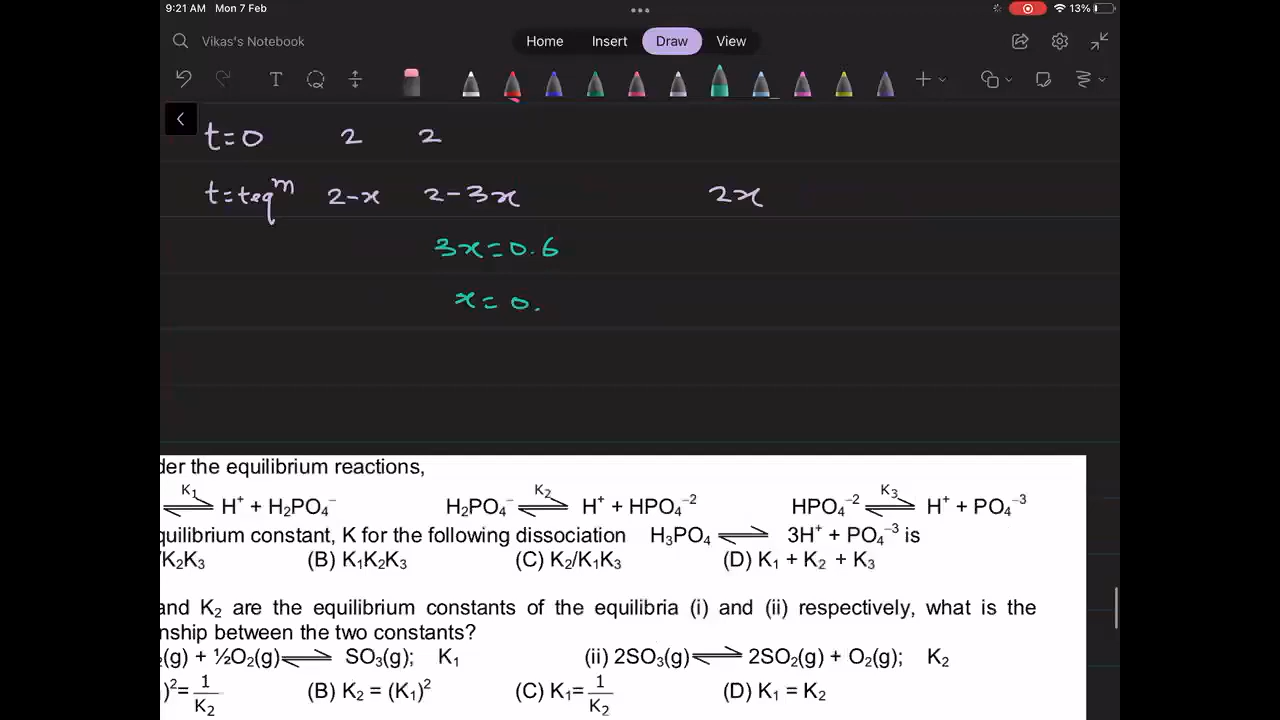 9:21 AM Mon 7 Feb
13%
Vikas's Notebook
Home Insert Draw View
t=0 2 2
t=teqᵐ 2-x 2-3x 2x
3x=0.6
x=0.
der the equilibrium reactions,
⇌ K₁ H⁺ + H₂PO₄⁻ H₂PO₄⁻ ⇌ K₂ H⁺ + HPO₄⁻² HPO₄⁻² ⇌ K₃ H⁺ + PO₄⁻³
quilibrium constant, K for the following dissociation H₃PO₄ ⇌ 3H⁺ + PO₄⁻³ is
/K₂K₃ (B) K₁K₂K₃ (C) K₂/K₁K₃ (D) K₁ + K₂ + K₃
and K₂ are the equilibrium constants of the equilibria (i) and (ii) respectively, what is the
nship between the two constants?
₂(g) + ½O₂(g) ⇌ SO₃(g); K₁ (ii) 2SO₃(g) ⇌ 2SO₂(g) + O₂(g); K₂
)²= 1/K₂ (B) K₂ = (K₁)² (C) K₁= 1/K₂ (D) K₁ = K₂